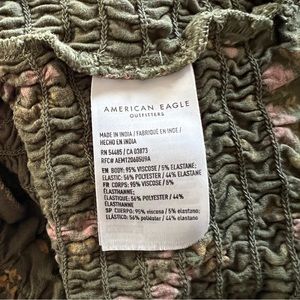 AMERICAN EAGLE
OUTFITTERS
MADE IN INDIA / FABRIQUÉ EN INDE /
HECHO EN INDIA
RN 54485 / CA 03873
RFC# AEM120605U9A
EN BODY: 95% VISCOSE / 5% ELASTANE;
ELASTIC: 56% POLYESTER / 44% ELASTANE
FR CORPS: 95% VISCOSE / 5%
ÉLASTHANNE;
ÉLASTIQUE: 56% POLYESTER / 44%
ÉLASTHANNE
SP CUERPO: 95% viscosa / 5% elastano;
ELÁSTICO: 56% poliéster / 44% elastano